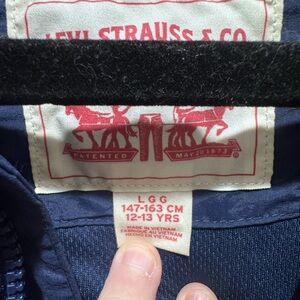 LEVI STRAUSS & CO
PATENTED MAY 20 1873
L G G
147-163 CM
12-13 YRS
MADE IN VIETNAM
FABRIQUÉ AU VIETNAM
HECHO EN VIETNAM